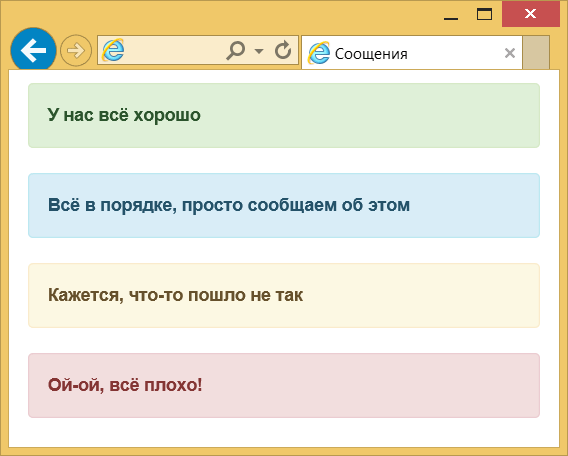 Соощения
У нас всё хорошо
Всё в порядке, просто сообщаем об этом
Кажется, что-то пошло не так
Ой-ой, всё плохо!